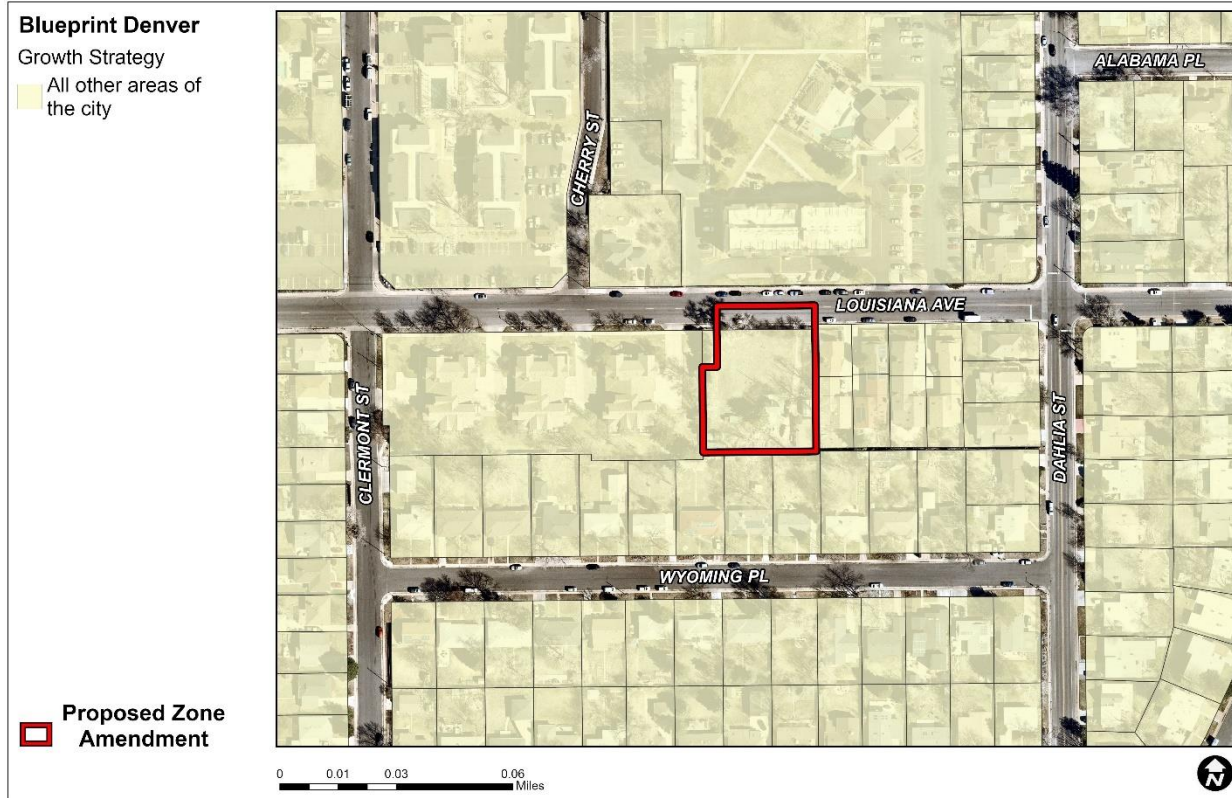 Blueprint Denver
Growth Strategy
All other areas of
the city
ALABAMA PL
CHERRY ST
LOUISIANA AVE
CLERMONT ST
DAHLIA ST
WYOMING PL
Proposed Zone
Amendment
0 0.01 0.03 0.06
Miles
N